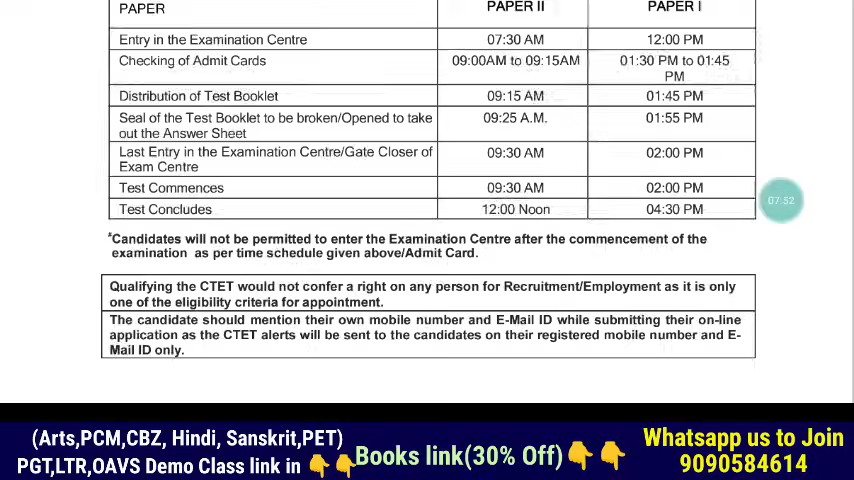 PAPER PAPER II PAPER I
Entry in the Examination Centre 07:30 AM 12:00 PM
Checking of Admit Cards 09:00AM to 09:15AM 01:30 PM to 01:45
PM
Distribution of Test Booklet 09:15 AM 01:45 PM
Seal of the Test Booklet to be broken/Opened to take 09:25 A.M. 01:55 PM
out the Answer Sheet
Last Entry in the Examination Centre/Gate Closer of 09:30 AM 02:00 PM
Exam Centre
Test Commences 09:30 AM 02:00 PM
Test Concludes 12:00 Noon 04:30 PM
07:52
#Candidates will not be permitted to enter the Examination Centre after the commencement of the
examination as per time schedule given above/Admit Card.
Qualifying the CTET would not confer a right on any person for Recruitment/Employment as it is only
one of the eligibility criteria for appointment.
The candidate should mention their own mobile number and E-Mail ID while submitting their on-line
application as the CTET alerts will be sent to the candidates on their registered mobile number and E-
Mail ID only.
(Arts,PCM,CBZ, Hindi, Sanskrit,PET)
PGT,LTR,OAVS Demo Class link in 👇👇
Books link(30% Off)👇👇
Whatsapp us to Join
9090584614